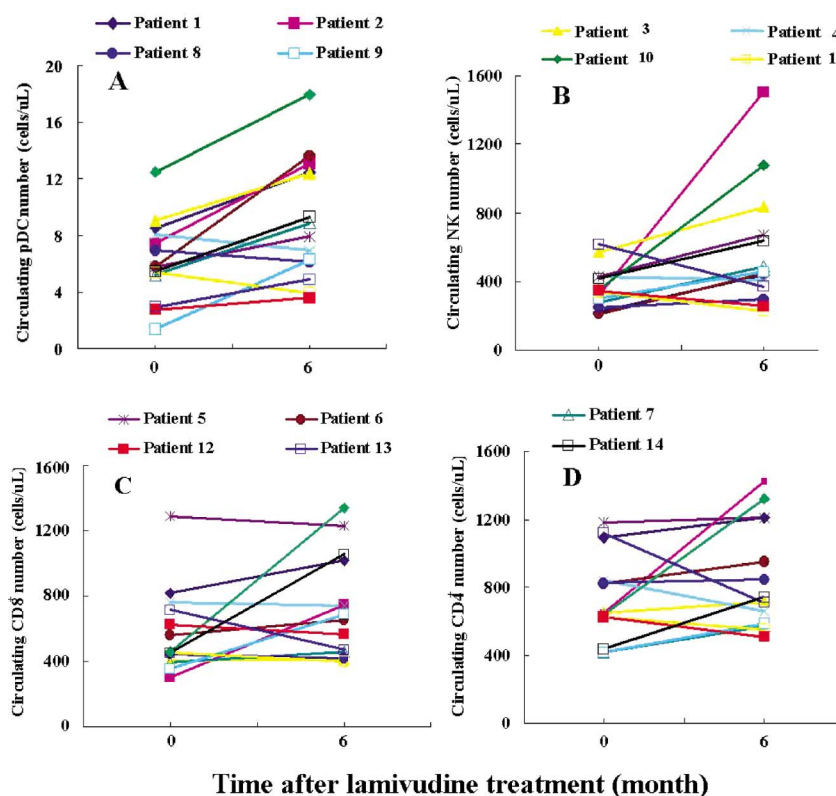 Patient 1 Patient 2
Patient 8 Patient 9
Patient 3 Patient 4
Patient 10 Patient 1
A
Circulating pDC number (cells/uL)
20
16
12
8
4
0
0 6
B
Circulating NK number (cells/uL)
1600
1200
800
400
0
0 6
Patient 5 Patient 6
Patient 12 Patient 13
Patient 7
Patient 14
C
Circulating CD8+ number (cells/uL)
1600
1200
800
400
0
0 6
D
Circulating CD4+ number (cells/uL)
1600
1200
800
400
0
0 6
Time after lamivudine treatment (month)